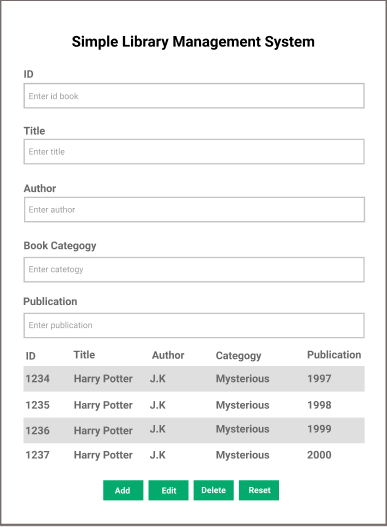 Simple Library Management System
ID
Enter id book
Title
Enter title
Author
Enter author
Book Categogy
Enter catetogy
Publication
Enter publication
ID Title Author Categogy Publication
1234 Harry Potter J.K Mysterious 1997
1235 Harry Potter J.K Mysterious 1998
1236 Harry Potter J.K Mysterious 1999
1237 Harry Potter J.K Mysterious 2000
Add Edit Delete Reset